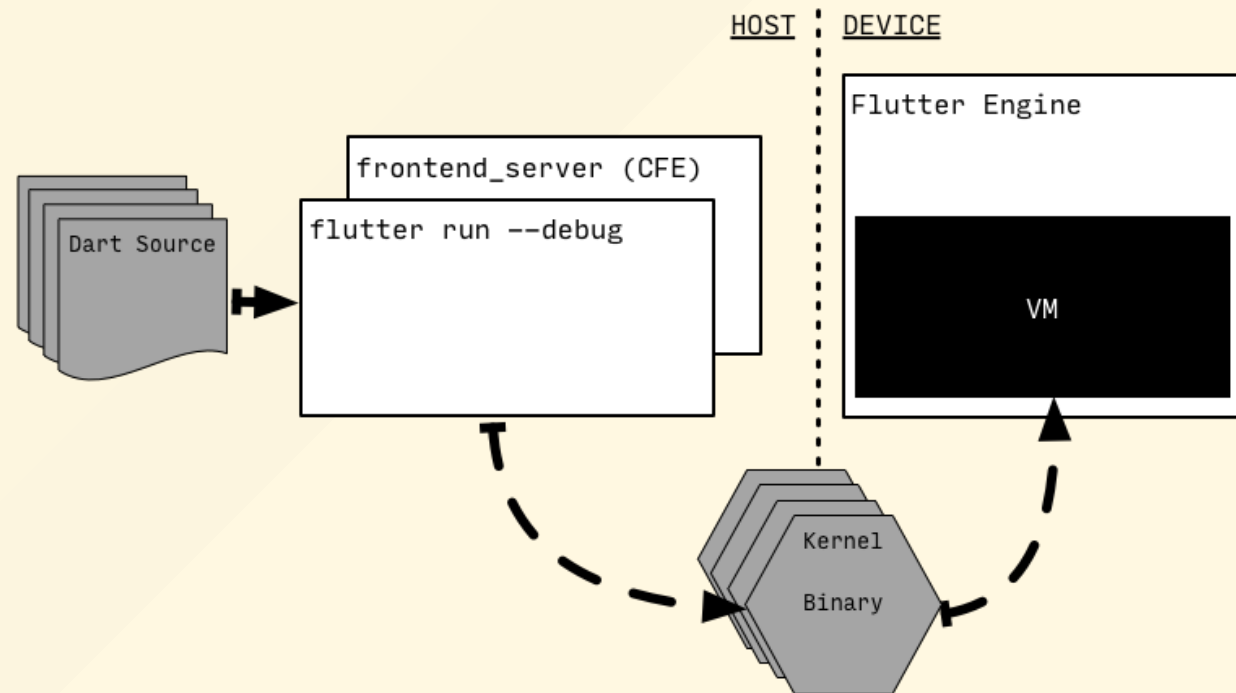 HOST
DEVICE
Flutter Engine
frontend_server (CFE)
flutter run --debug
Dart Source
VM
Kernel
Binary